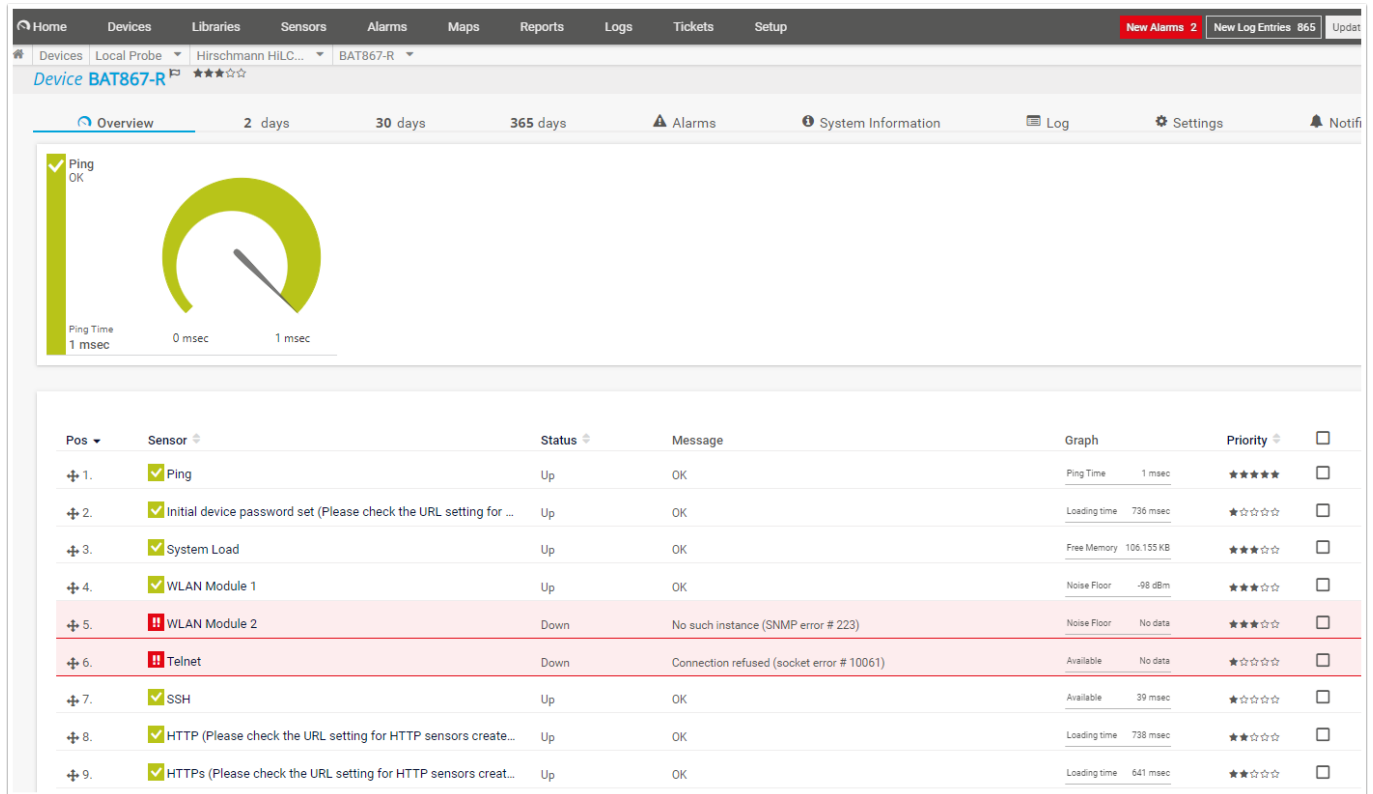 Home Devices Libraries Sensors Alarms Maps Reports Logs Tickets Setup New Alarms 2 New Log Entries 865 Updat
Devices Local Probe Hirschmann HiLC... BAT867-R
Device BAT867-R
Overview 2 days 30 days 365 days Alarms System Information Log Settings Notifi
Ping
OK
Ping Time
1 msec
0 msec 1 msec
Pos Sensor Status Message Graph Priority
1. Ping Up OK Ping Time 1 msec
2. Initial device password set (Please check the URL setting for ... Up OK Loading time 736 msec
3. System Load Up OK Free Memory 106.155 KB
4. WLAN Module 1 Up OK Noise Floor -98 dBm
5. WLAN Module 2 Down No such instance (SNMP error # 223) Noise Floor No data
6. Telnet Down Connection refused (socket error # 10061) Available No data
7. SSH Up OK Available 39 msec
8. HTTP (Please check the URL setting for HTTP sensors create... Up OK Loading time 738 msec
9. HTTPs (Please check the URL setting for HTTP sensors creat... Up OK Loading time 641 msec